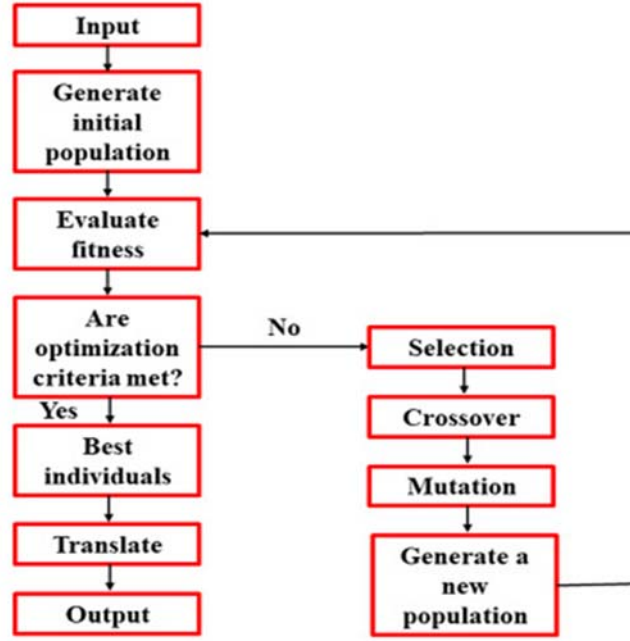 Input
Generate
initial
population
Evaluate
fitness
Are
optimization
criteria met?
No
Yes
Best
individuals
Translate
Output
Selection
Crossover
Mutation
Generate a
new
population